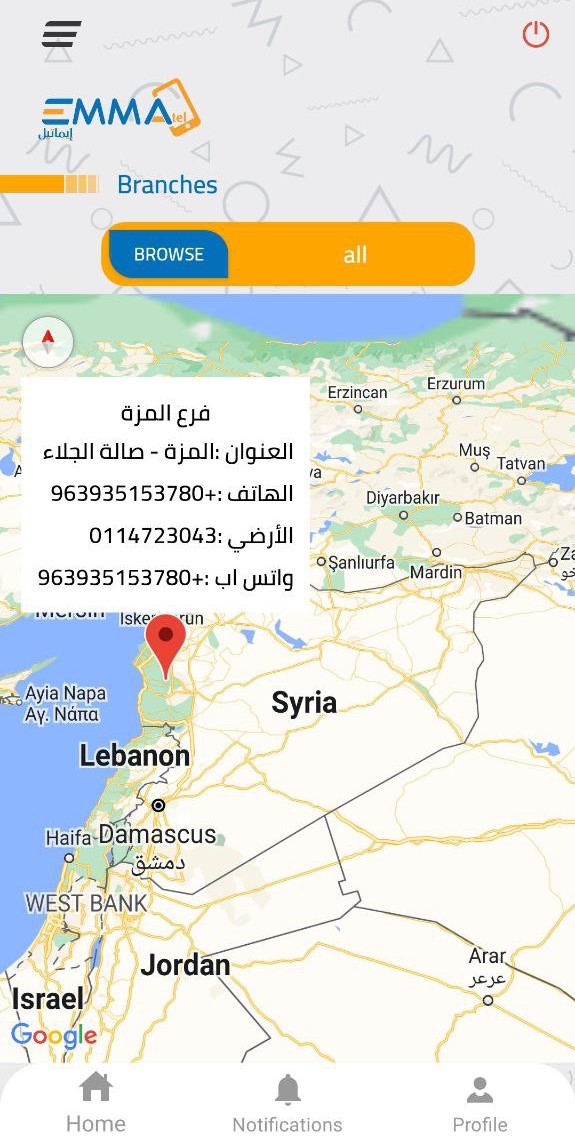 EMMA tel
إيماتيل
Branches
BROWSE
all
فرع المزة
العنوان :المزة - صالة الجلاء
الهاتف :+963935153780
الأرضي :0114723043
واتس اب :+963935153780
Erzincan
Erzurum
Muş
Tatvan
Diyarbakır
Batman
Şanlıurfa
Mardin
Mersin
Ayia Napa
Αγ. Νάπα
Syria
Lebanon
Haifa
Damascus
دمشق
WEST BANK
Jordan
Arar
عرعر
Israel
Google
Home
Notifications
Profile